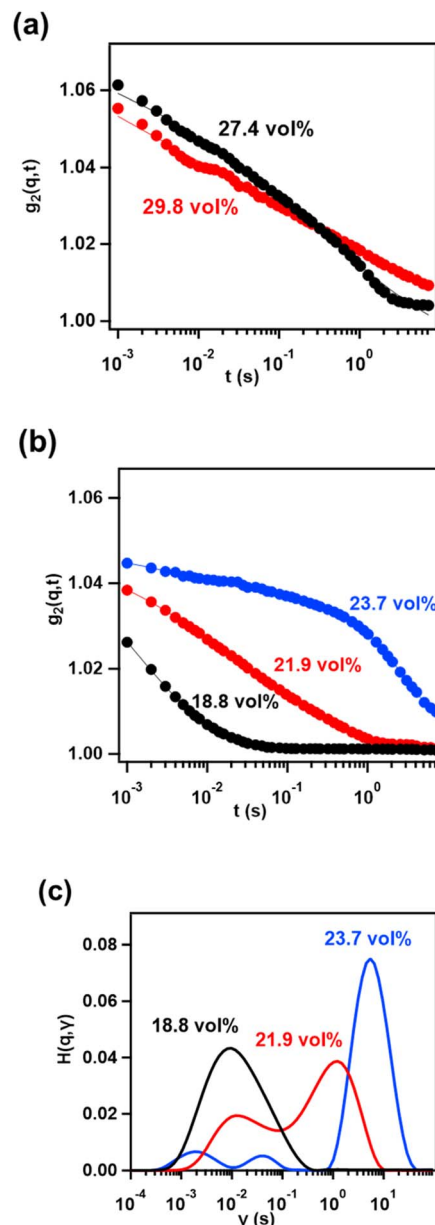 (a)
1.06
1.04
1.02
1.00
g2(q,t)
27.4 vol%
29.8 vol%
10-3
10-2
10-1
100
t (s)
(b)
1.06
1.04
1.02
1.00
g2(q,t)
23.7 vol%
21.9 vol%
18.8 vol%
10-3
10-2
10-1
100
t (s)
(c)
0.08
0.06
0.04
0.02
0.00
H(q,γ)
23.7 vol%
18.8 vol%
21.9 vol%
10-4
10-3
10-2
10-1
100
101
γ (s)